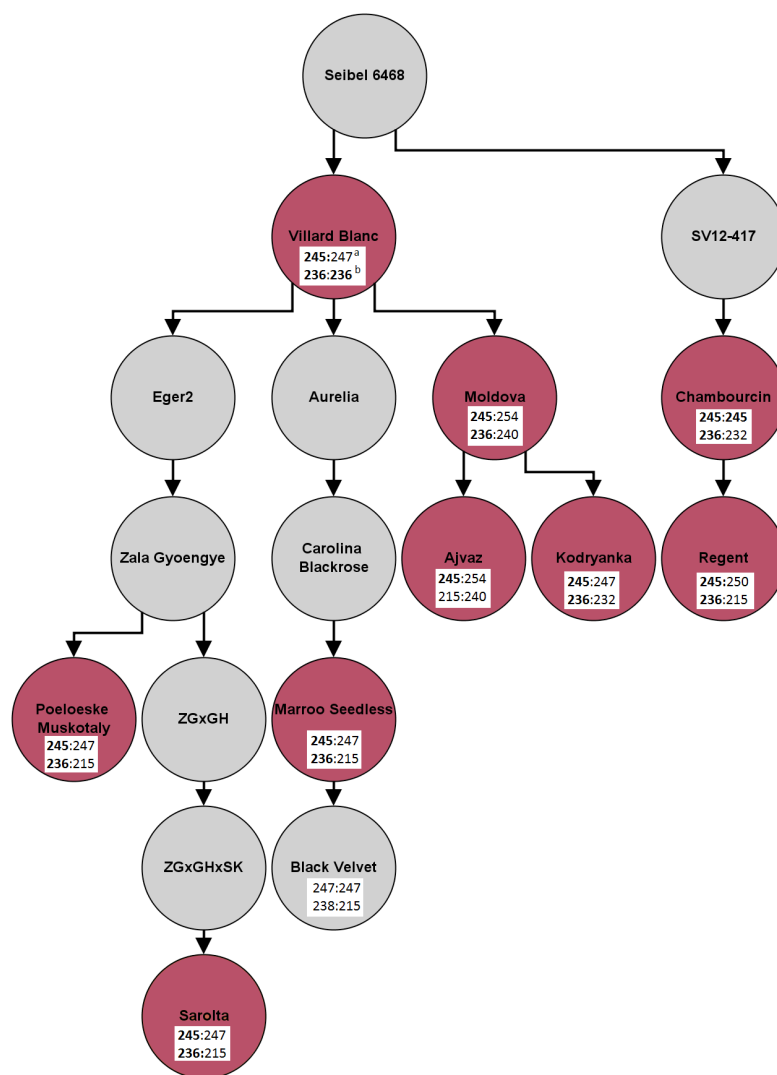 Seibel 6468
Villard Blanc
245:247a
236:236b
SV12-417
Eger2
Aurelia
Moldova
245:254
236:240
Chambourcin
245:245
236:232
Zala Gyoengye
Carolina
Blackrose
Ajvaz
245:254
215:240
Kodryanka
245:247
236:232
Regent
245:250
236:215
Poeloeske
Muskotaly
245:247
236:215
ZGxGH
Marroo Seedless
245:247
236:215
ZGxGHxSK
Black Velvet
247:247
238:215
Sarolta
245:247
236:215